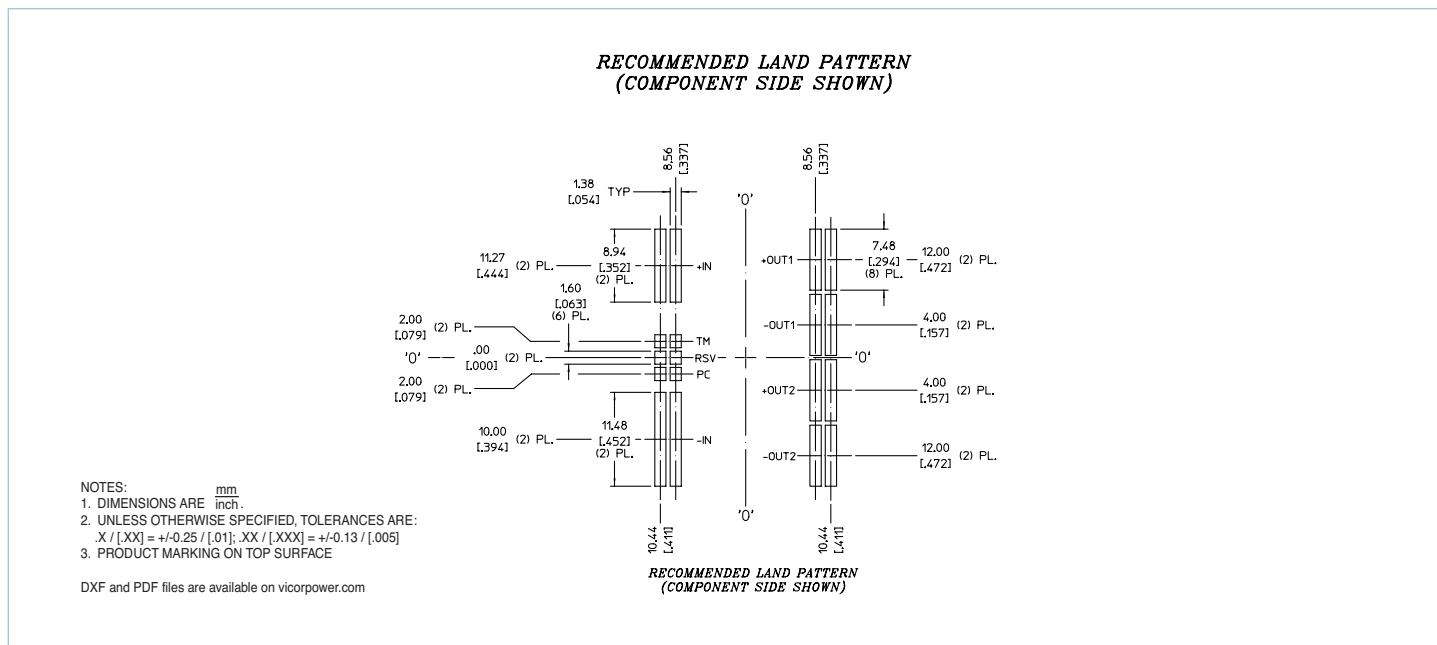 RECOMMENDED LAND PATTERN
(COMPONENT SIDE SHOWN)
8.56
[.337]
8.56
[.337]
1.38
[.054]
TYP
'0'
11.27
[.444]
(2) PL.
8.94
[.352]
(2) PL.
+IN
+OUT1
7.48
[.294]
(8) PL.
12.00
[.472]
(2) PL.
1.60
[.063]
(6) PL.
2.00
[.079]
(2) PL.
TM
-OUT1
4.00
[.157]
(2) PL.
'0'
.00
[.000]
(2) PL.
RSV
'0'
2.00
[.079]
(2) PL.
PC
+OUT2
4.00
[.157]
(2) PL.
10.00
[.394]
(2) PL.
11.48
[.452]
(2) PL.
-IN
-OUT2
12.00
[.472]
(2) PL.
'0'
10.44
[.411]
10.44
[.411]
RECOMMENDED LAND PATTERN
(COMPONENT SIDE SHOWN)
NOTES:
1. DIMENSIONS ARE mm
inch.
2. UNLESS OTHERWISE SPECIFIED, TOLERANCES ARE:
.X / [.XX] = +/-0.25 / [.01]; .XX / [.XXX] = +/-0.13 / [.005]
3. PRODUCT MARKING ON TOP SURFACE
DXF and PDF files are available on vicorpower.com